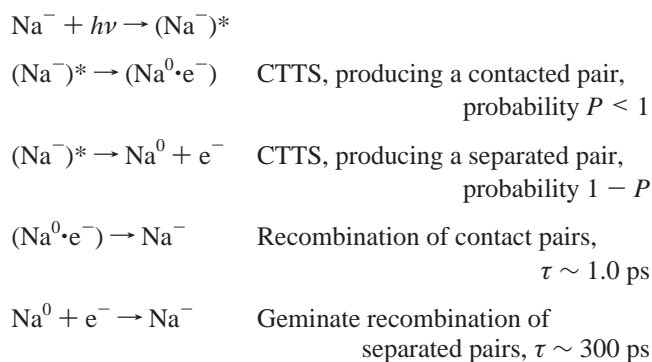 Na⁻ + hν → (Na⁻)*
(Na⁻)* → (Na⁰·e⁻) CTTS, producing a contacted pair,
probability P < 1
(Na⁻)* → Na⁰ + e⁻ CTTS, producing a separated pair,
probability 1 − P
(Na⁰·e⁻) → Na⁻ Recombination of contact pairs,
τ ∼ 1.0 ps
Na⁰ + e⁻ → Na⁻ Geminate recombination of
separated pairs, τ ∼ 300 ps